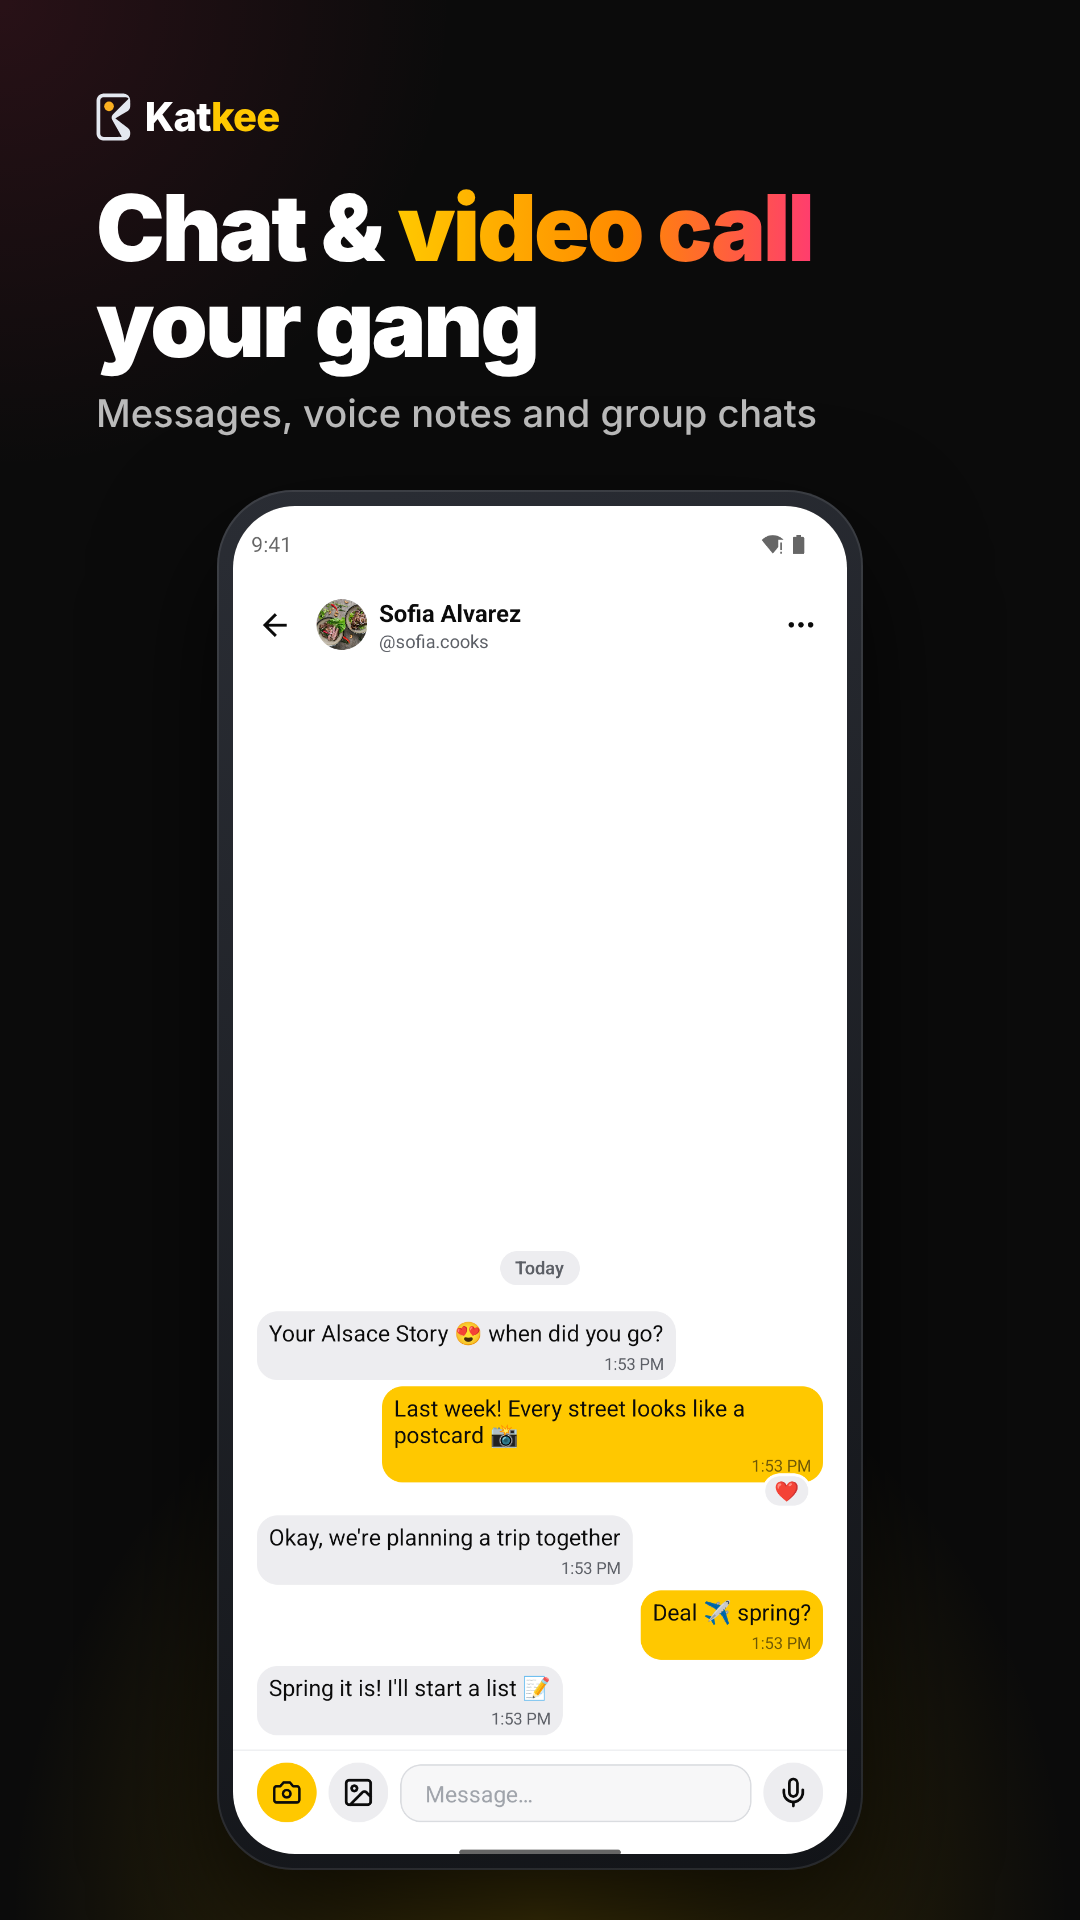 Katkee
Chat & video call
your gang
Messages, voice notes and group chats
9:41
Sofia Alvarez
@sofia.cooks
Today
Your Alsace Story 😍 when did you go?
1:53 PM
Last week! Every street looks like a
postcard 📸
1:53 PM
❤️
Okay, we're planning a trip together
1:53 PM
Deal ✈️ spring?
1:53 PM
Spring it is! I'll start a list 📝
1:53 PM
Message...